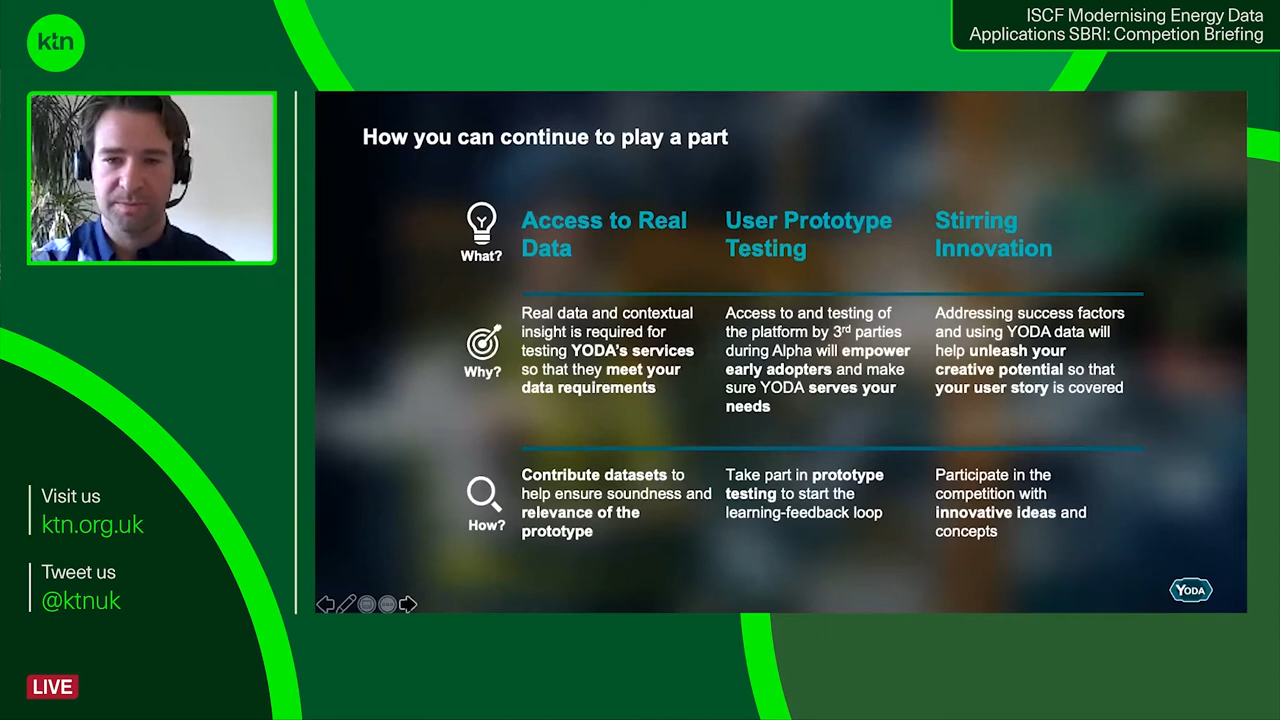 ktn
ISCF Modernising Energy Data
Applications SBRI: Competion Briefing
How you can continue to play a part
What?
Access to Real
Data
User Prototype
Testing
Stirring
Innovation
Why?
Real data and contextual
insight is required for
testing YODA's services
so that they meet your
data requirements
Access to and testing of
the platform by 3rd parties
during Alpha will empower
early adopters and make
sure YODA serves your
needs
Addressing success factors
and using YODA data will
help unleash your
creative potential so that
your user story is covered
How?
Contribute datasets to
help ensure soundness and
relevance of the
prototype
Take part in prototype
testing to start the
learning-feedback loop
Participate in the
competition with
innovative ideas and
concepts
YODA
Visit us
ktn.org.uk
Tweet us
@ktnuk
LIVE